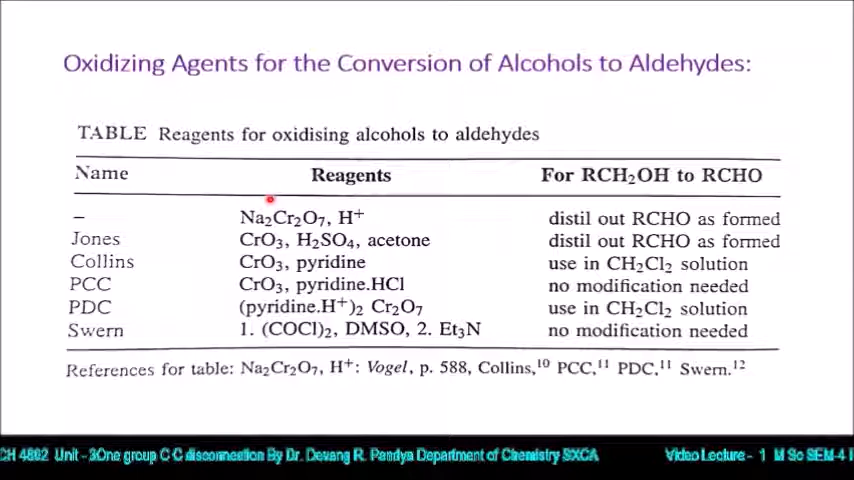 Oxidizing Agents for the Conversion of Alcohols to Aldehydes:
TABLE Reagents for oxidising alcohols to aldehydes
Name Reagents For RCH₂OH to RCHO
– Na₂Cr₂O₇, H⁺ distil out RCHO as formed
Jones CrO₃, H₂SO₄, acetone distil out RCHO as formed
Collins CrO₃, pyridine use in CH₂Cl₂ solution
PCC CrO₃, pyridine.HCl no modification needed
PDC (pyridine.H⁺)₂ Cr₂O₇ use in CH₂Cl₂ solution
Swern 1. (COCl)₂, DMSO, 2. Et₃N no modification needed
References for table: Na₂Cr₂O₇, H⁺: Vogel, p. 588, Collins,¹⁰ PCC,¹¹ PDC,¹¹ Swern.¹²
CH 4802 Unit - 3One group C C disconnection By Dr. Devang R. Pandya Department of Chemistry SXCA Video Lecture - 1 M Sc SEM-4 I